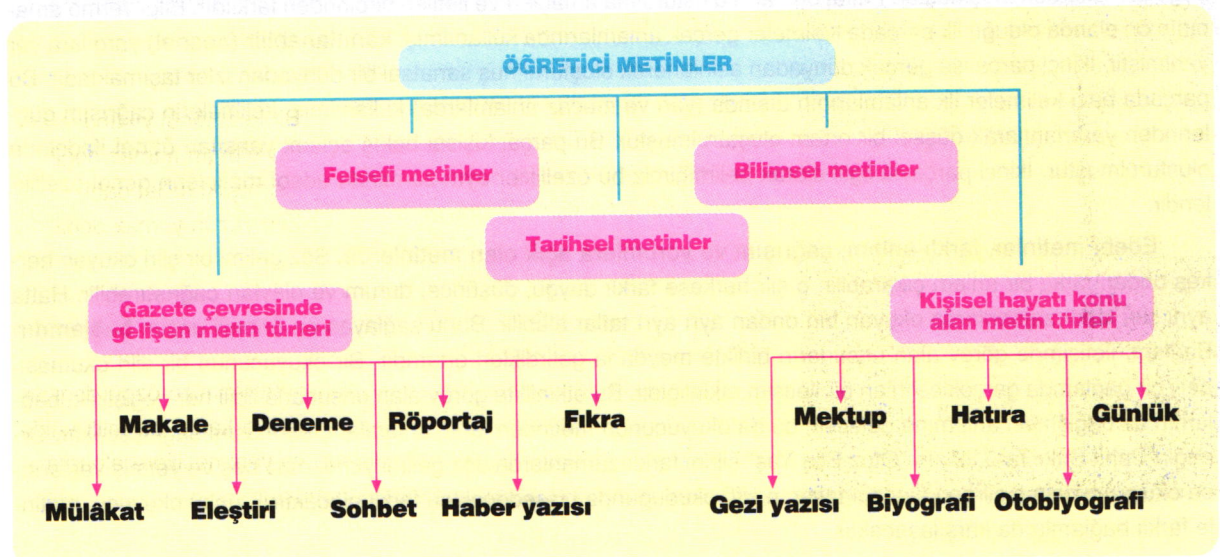 ÖĞRETİCİ METİNLER
Felsefi metinler
Bilimsel metinler
Tarihsel metinler
Gazete çevresinde
gelişen metin türleri
Kişisel hayatı konu
alan metin türleri
Makale Deneme Röportaj Fıkra
Mülâkat Eleştiri Sohbet Haber yazısı
Mektup Hatıra Günlük
Gezi yazısı Biyografi Otobiyografi